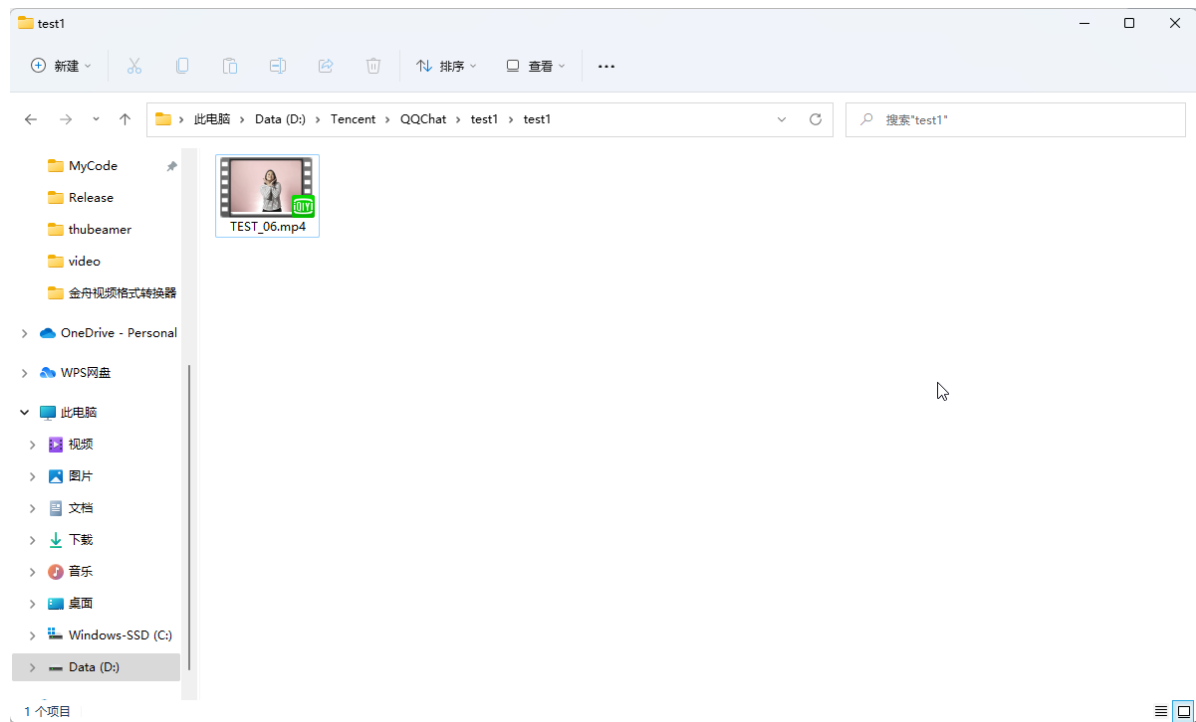 test1
新建 排序 查看 ...
此电脑 > Data (D:) > Tencent > QQChat > test1 > test1 搜索"test1"
MyCode
Release
thubeamer
video
金舟视频格式转换器
OneDrive - Personal
WPS网盘
此电脑
视频
图片
文档
下载
音乐
桌面
Windows-SSD (C:)
Data (D:)
iQIYI
TEST_06.mp4
1 个项目